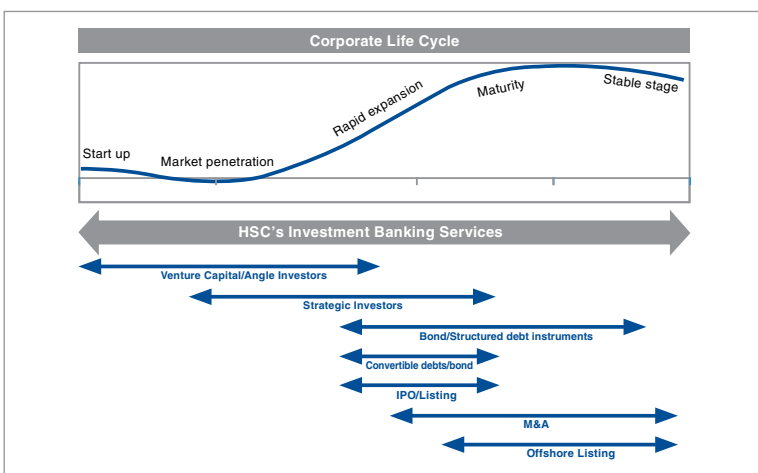 Corporate Life Cycle
Start up
Market penetration
Rapid expansion
Maturity
Stable stage
HSC's Investment Banking Services
Venture Capital/Angle Investors
Strategic Investors
Bond/Structured debt instruments
Convertible debts/bond
IPO/Listing
M&A
Offshore Listing